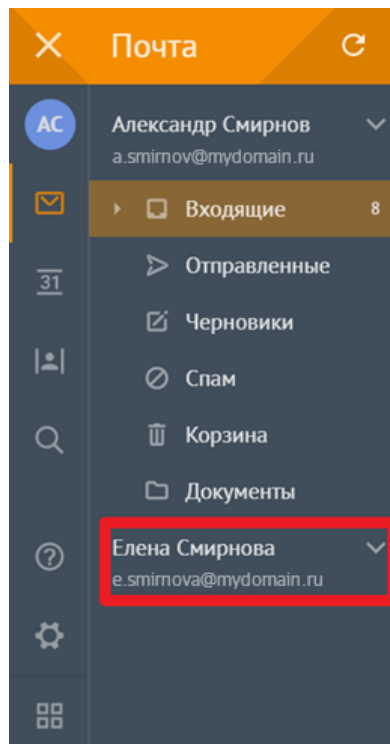 Почта
АС
Александр Смирнов
a.smirnov@mydomain.ru
Входящие 8
31
Отправленные
Черновики
Спам
Корзина
Документы
Елена Смирнова
e.smirnova@mydomain.ru